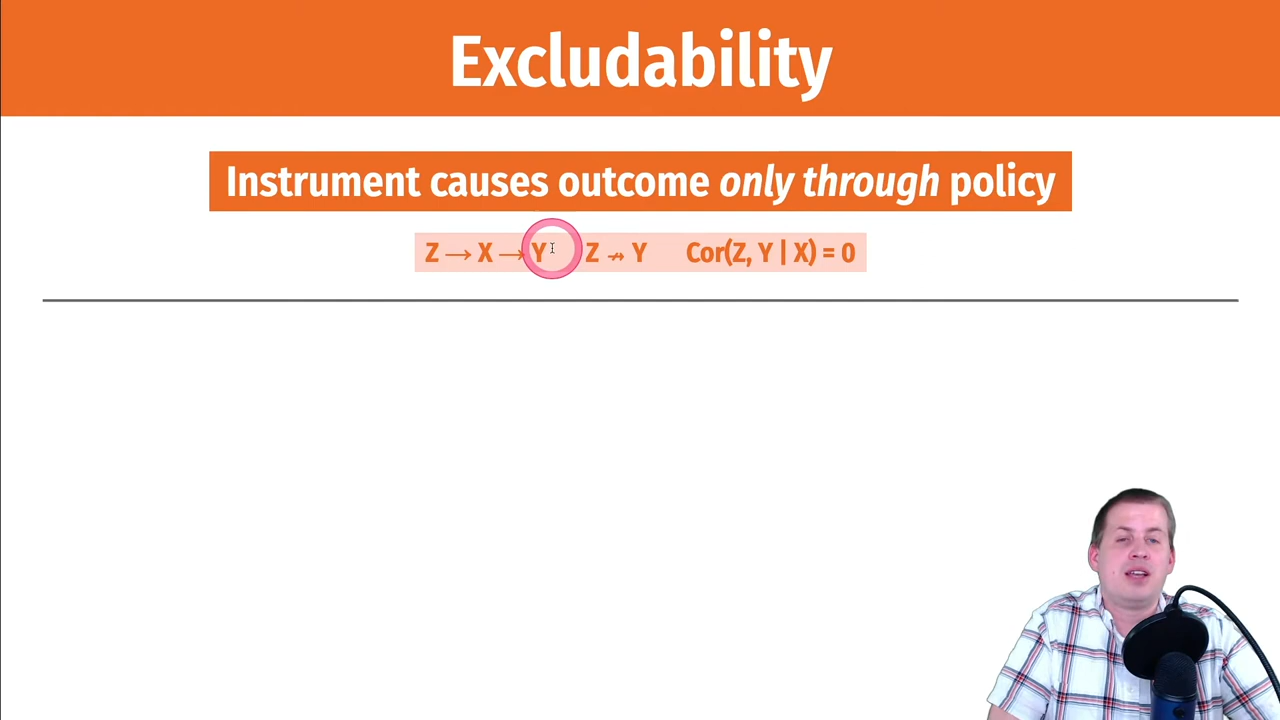 Excludability
Instrument causes outcome only through policy
Z → X → Y Z ↛ Y Cor(Z, Y | X) = 0